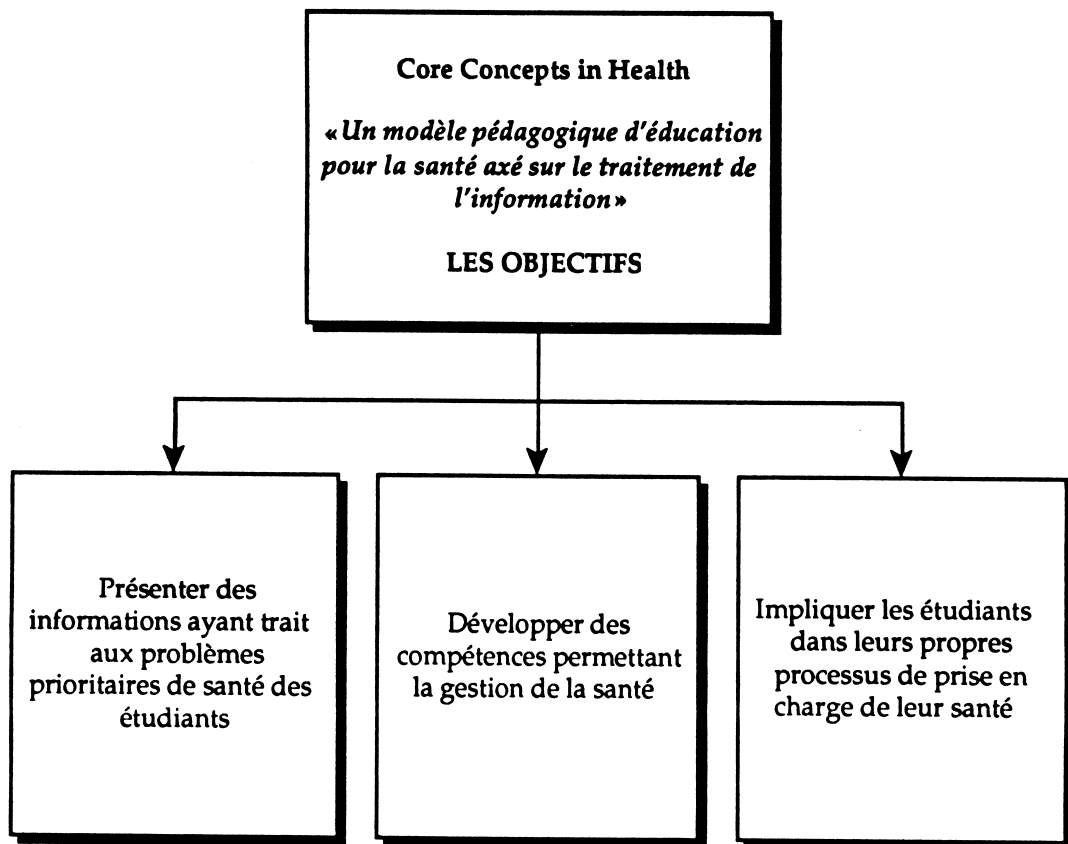 Core Concepts in Health
«Un modèle pédagogique d'éducation
pour la santé axé sur le traitement de
l'information»
LES OBJECTIFS
Présenter des
informations ayant trait
aux problèmes
prioritaires de santé des
étudiants
Développer des
compétences permettant
la gestion de la santé
Impliquer les étudiants
dans leurs propres
processus de prise en
charge de leur santé